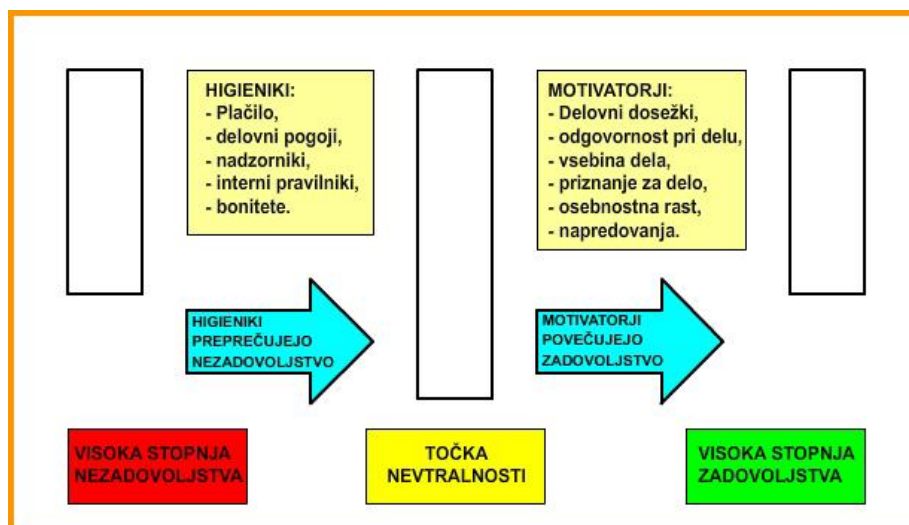 HIGIENIKI:
- Plačilo,
- delovni pogoji,
- nadzorniki,
- interni pravilniki,
- bonitete.
MOTIVATORJI:
- Delovni dosežki,
- odgovornost pri delu,
- vsebina dela,
- priznanje za delo,
- osebnostna rast,
- napredovanja.
HIGIENIKI
PREPREČUJEJO
NEZADOVOLJSTVO
MOTIVATORJI
POVEČUJEJO
ZADOVOLJSTVO
VISOKA STOPNJA
NEZADOVOLJSTVA
TOČKA
NEVTRALNOSTI
VISOKA STOPNJA
ZADOVOLJSTVA